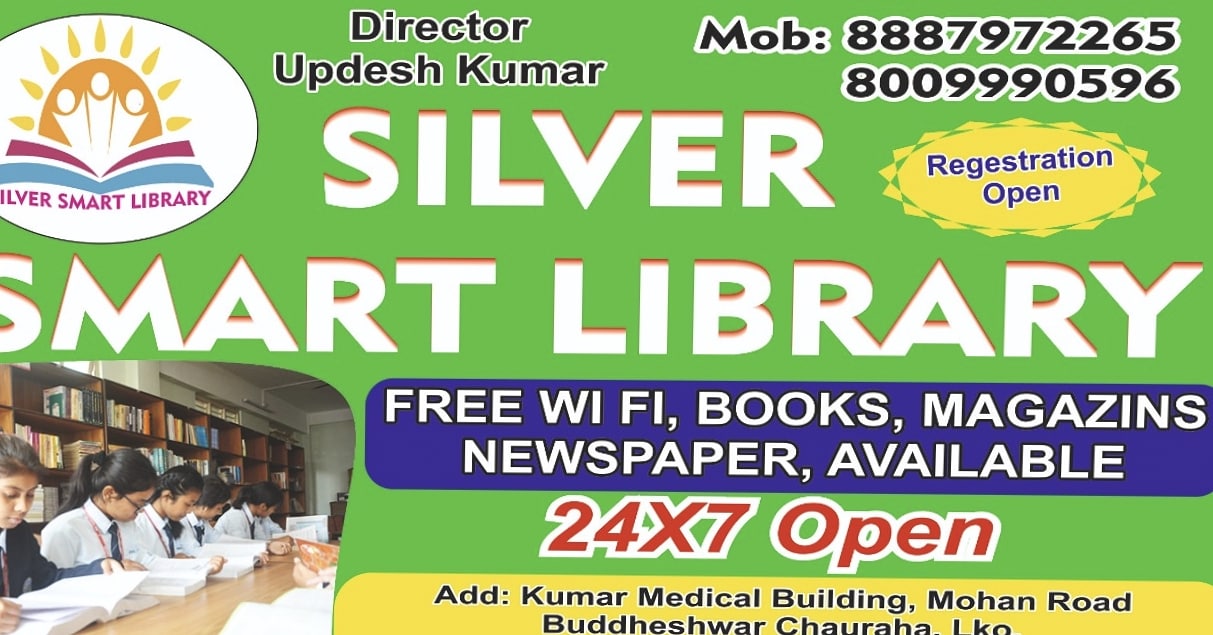 Director
Updesh Kumar
Mob: 8887972265
8009990596
ILVER SMART LIBRARY
SILVER
Regestration
Open
SMART LIBRARY
FREE WI FI, BOOKS, MAGAZINS
NEWSPAPER, AVAILABLE
24X7 Open
Add: Kumar Medical Building, Mohan Road
Buddheshwar Chauraha, Lko.